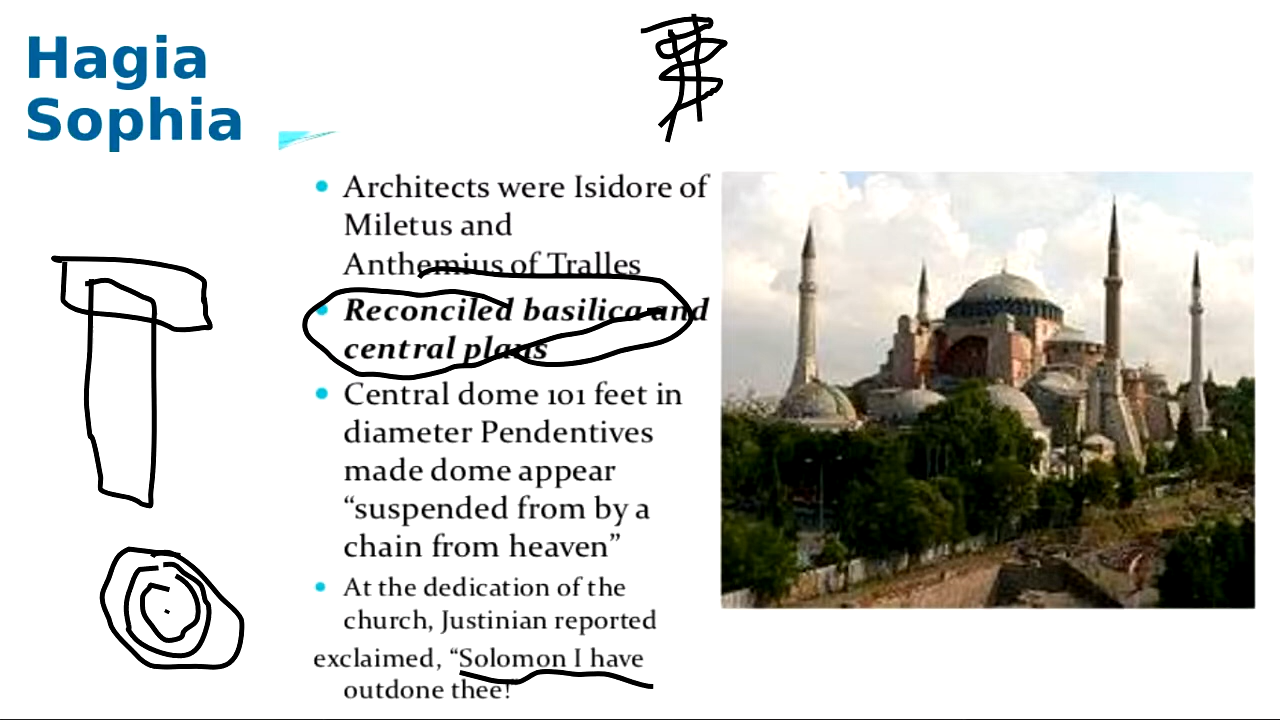 Hagia
Sophia
• Architects were Isidore of
Miletus and
Anthemius of Tralles
• Reconciled basilica and
central plans
• Central dome 101 feet in
diameter Pendentives
made dome appear
“suspended from by a
chain from heaven”
• At the dedication of the
church, Justinian reported
exclaimed, “Solomon I have
outdone thee!”